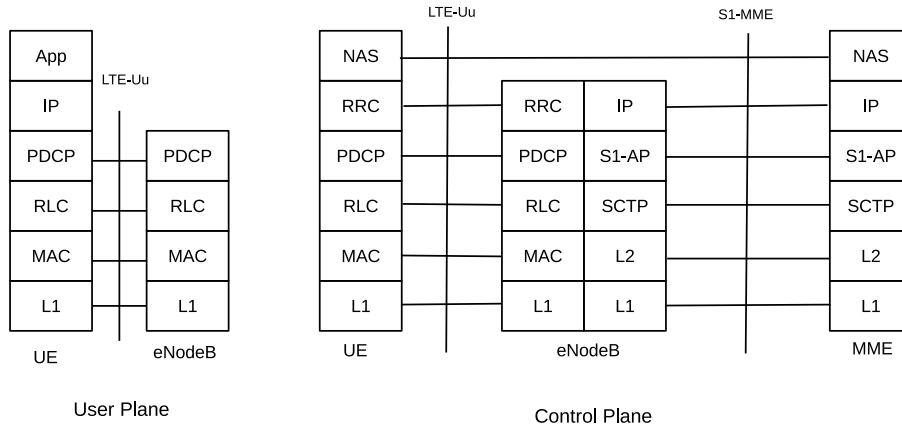 LTE-Uu
S1-MME
App
IP
PDCP
RLC
MAC
L1
UE
LTE-Uu
PDCP
RLC
MAC
L1
eNodeB
User Plane
NAS
RRC
PDCP
RLC
MAC
L1
UE
RRC
PDCP
RLC
MAC
L1
IP
S1-AP
SCTP
L2
L1
eNodeB
NAS
IP
S1-AP
SCTP
L2
L1
MME
Control Plane